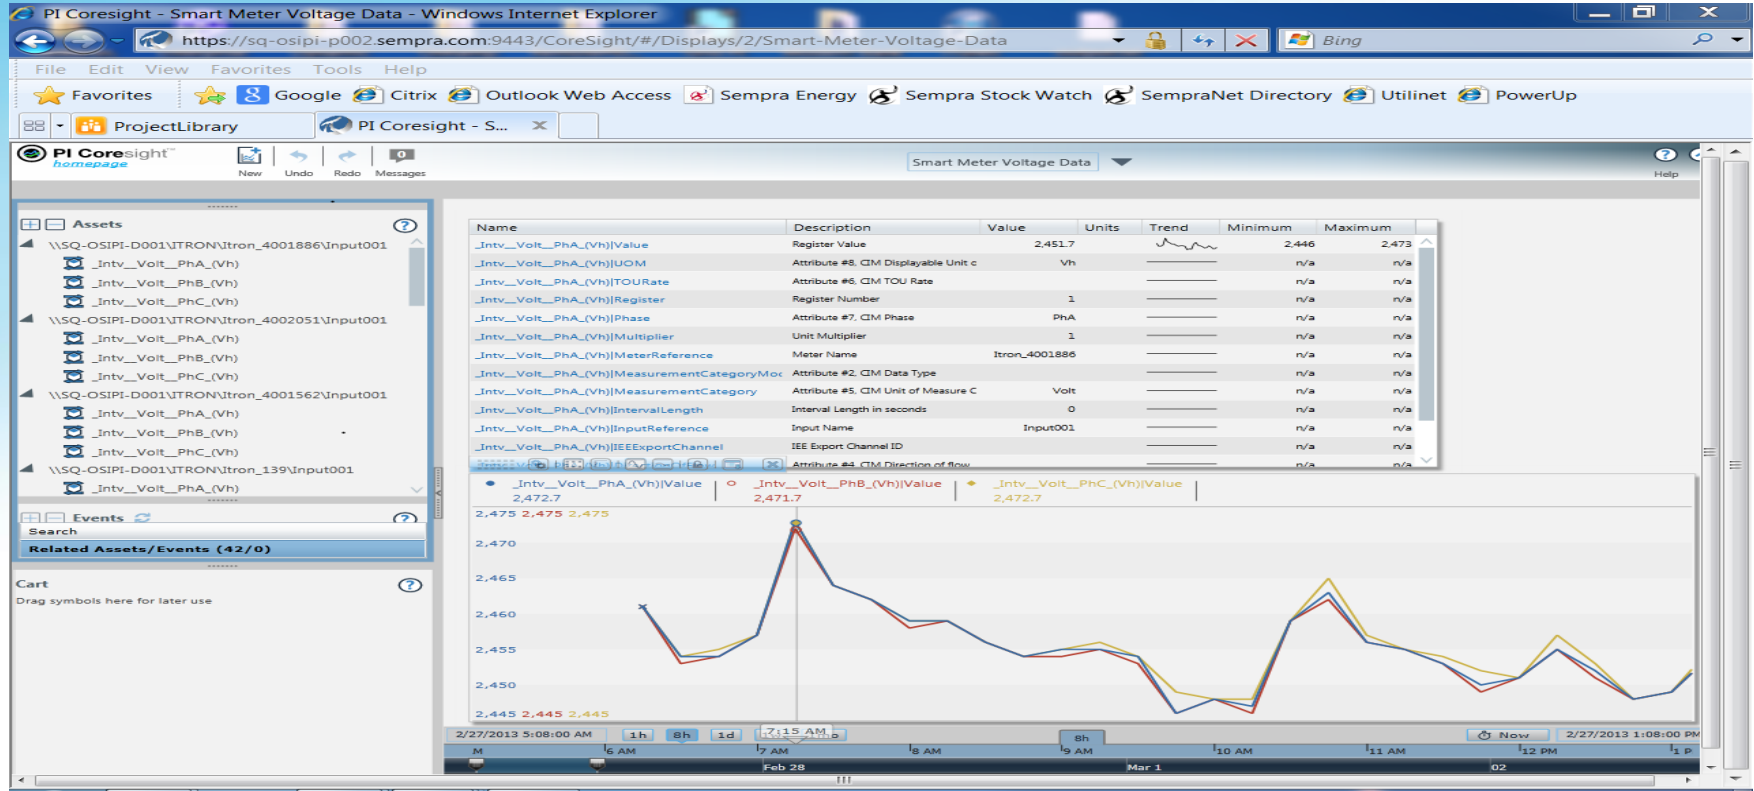 PI Coresight - Smart Meter Voltage Data - Windows Internet Explorer
https://sq-osipi-p002.sempra.com:9443/CoreSight/#/Displays/2/Smart-Meter-Voltage-Data Bing
File Edit View Favorites Tools Help
Favorites Google Citrix Outlook Web Access Sempra Energy Sempra Stock Watch SempraNet Directory Utilinet PowerUp
ProjectLibrary PI Coresight - S...
PI Coresight™
homepage
New Undo Redo 0 Messages
Smart Meter Voltage Data
Help
Assets
\\SQ-OSIPI-D001\ITRON\Itron_4001886\Input001
_Intv__Volt__PhA_(Vh)
_Intv__Volt__PhB_(Vh)
_Intv__Volt__PhC_(Vh)
\\SQ-OSIPI-D001\ITRON\Itron_4002051\Input001
_Intv__Volt__PhA_(Vh)
_Intv__Volt__PhB_(Vh)
_Intv__Volt__PhC_(Vh)
\\SQ-OSIPI-D001\ITRON\Itron_4001562\Input001
_Intv__Volt__PhA_(Vh)
_Intv__Volt__PhB_(Vh)
_Intv__Volt__PhC_(Vh)
\\SQ-OSIPI-D001\ITRON\Itron_139\Input001
_Intv__Volt__PhA_(Vh)
Events
Search
Related Assets/Events (42/0)
Cart
Drag symbols here for later use
Name Description Value Units Trend Minimum Maximum
_Intv__Volt__PhA_(Vh)|Value Register Value 2,451.7 2,446 2,473
_Intv__Volt__PhA_(Vh)|UOM Attribute #8, CIM Displayable Unit c Vh n/a n/a
_Intv__Volt__PhA_(Vh)|TOURate Attribute #6, CIM TOU Rate n/a n/a
_Intv__Volt__PhA_(Vh)|Register Register Number 1 n/a n/a
_Intv__Volt__PhA_(Vh)|Phase Attribute #7, CIM Phase PhA n/a n/a
_Intv__Volt__PhA_(Vh)|Multiplier Unit Multiplier 1 n/a n/a
_Intv__Volt__PhA_(Vh)|MeterReference Meter Name Itron_4001886 n/a n/a
_Intv__Volt__PhA_(Vh)|MeasurementCategoryMoc Attribute #2, CIM Data Type n/a n/a
_Intv__Volt__PhA_(Vh)|MeasurementCategory Attribute #5, CIM Unit of Measure C Volt n/a n/a
_Intv__Volt__PhA_(Vh)|IntervalLength Interval Length in seconds 0 n/a n/a
_Intv__Volt__PhA_(Vh)|InputReference Input Name Input001 n/a n/a
_Intv__Volt__PhA_(Vh)|IEEExportChannel IEE Export Channel ID n/a n/a
Attribute #4, CIM Direction of flow n/a n/a
_Intv__Volt__PhA_(Vh)|Value _Intv__Volt__PhB_(Vh)|Value _Intv__Volt__PhC_(Vh)|Value
2,472.7 2,471.7 2,472.7
2,475 2,475 2,475
2,470
2,465
2,460
2,455
2,450
2,445 2,445 2,445
2/27/2013 5:08:00 AM 1h 8h 1d 7:15 AM 8h Now 2/27/2013 1:08:00 PM
M 6 AM 7 AM 8 AM 9 AM 10 AM 11 AM 12 PM 1 P
Feb 28 Mar 1 02